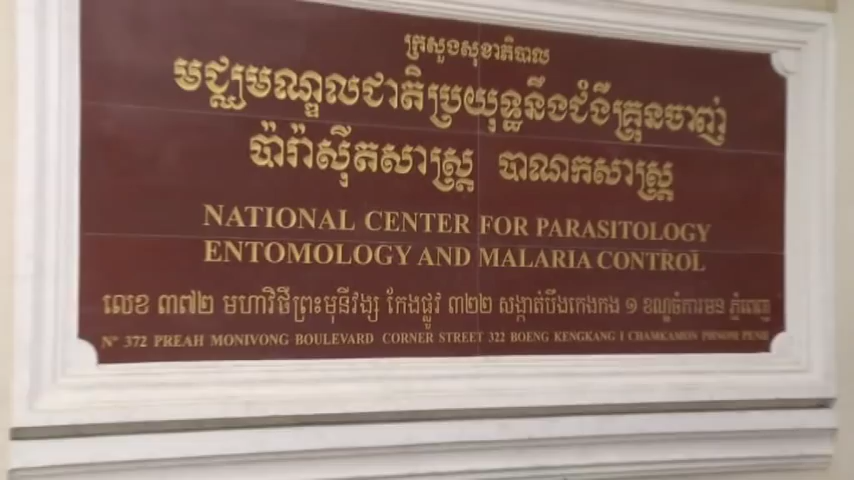 ក្រសួងសុខាភិបាល
មជ្ឈមណ្ឌលជាតិប្រយុទ្ធនឹងជំងឺគ្រុនចាញ់
ប៉ារ៉ាស៊ីតសាស្ត្រ បាណកសាស្ត្រ
NATIONAL CENTER FOR PARASITOLOGY
ENTOMOLOGY AND MALARIA CONTROL
លេខ ៣៧២ មហាវិថីព្រះមុនីវង្ស កែងផ្លូវ ៣២២ សង្កាត់បឹងកេងកង ១ ខណ្ឌចំការមន ភ្នំពេញ
Nº 372 PREAH MONIVONG BOULEVARD CORNER STREET 322 BOENG KENGKANG I CHAMKAMON PHNOM PENH